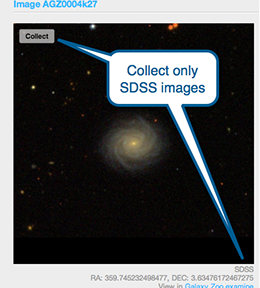 Image AGZ0004k27
Collect
Collect only
SDSS images
SDSS
RA: 359.745232498477, DEC: 3.63476172467275
View in Galaxy Zoo examine